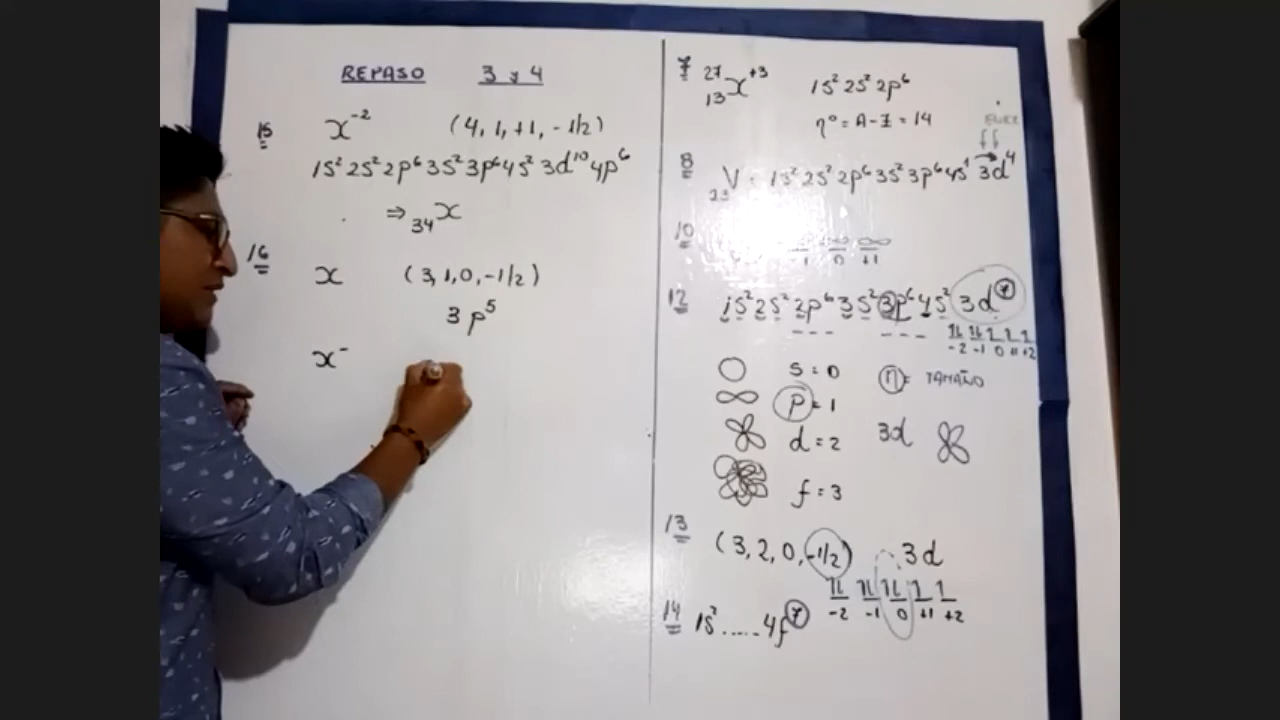 REPASO 3 y 4
15 x⁻² (4, 1, +1, -1/2)
1s² 2s² 2p⁶ 3s² 3p⁶ 4s² 3d¹⁰ 4p⁶
⇒ ₃₄x
16 x (3, 1, 0, -1/2)
3p⁵
x⁻
7 ²⁷₁₃x⁺³ 1s² 2s² 2p⁶
n° = A - Z = 14
8 ₂₃V = 1s² 2s² 2p⁶ 3s² 3p⁶ 4s¹ 3d⁴
10
-1 0 +1
12 1s² 2s² 2p⁶ 3s² 3p⁶ 4s² 3d⁷
-2 -1 0 +1 +2
s = 0 n = TAMAÑO
p = 1
d = 2 3d
f = 3
13 (3, 2, 0, -1/2) 3d
-2 -1 0 +1 +2
14 1s² ..... 4f⁷